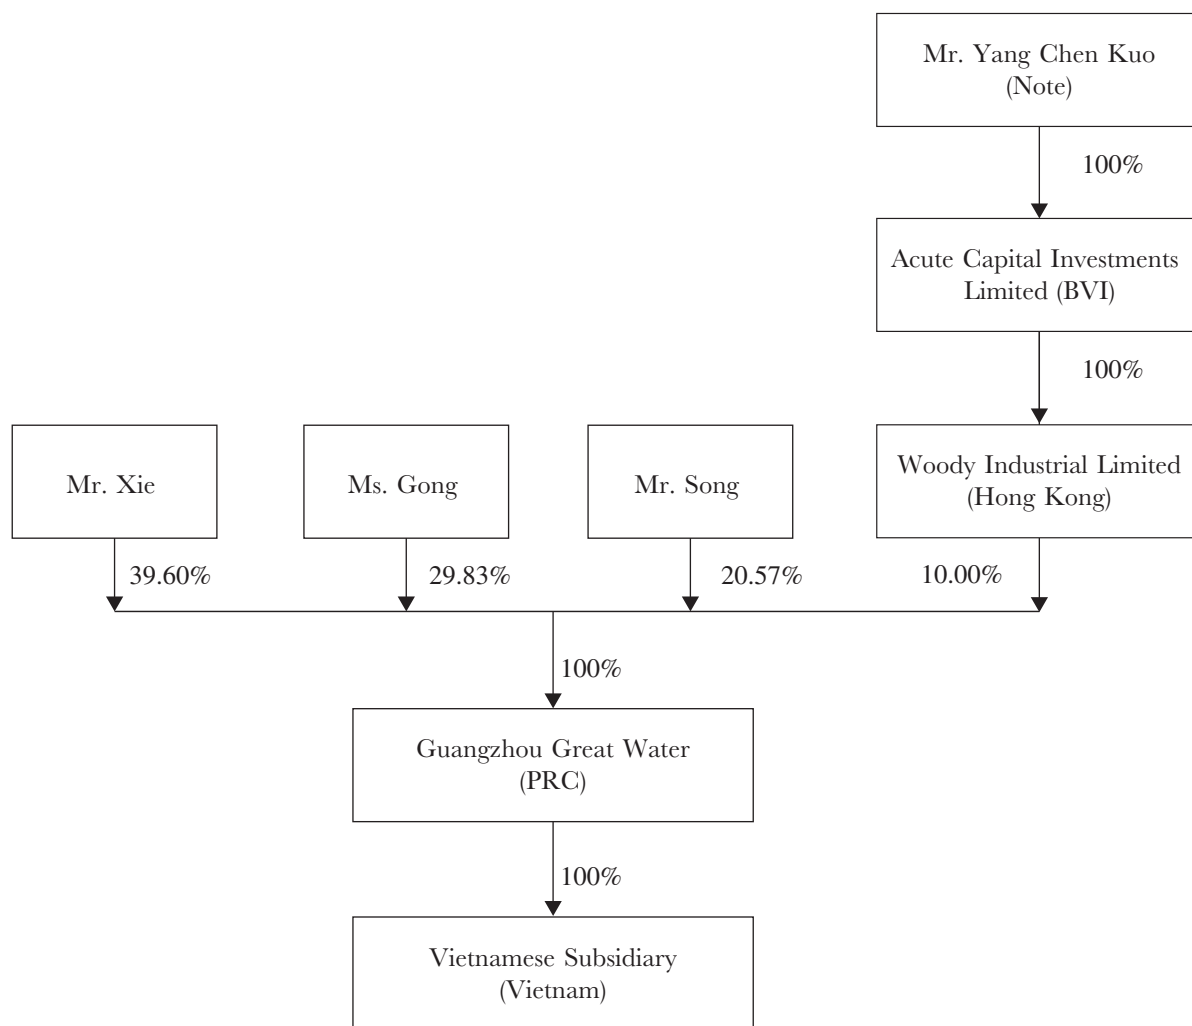 Mr. Yang Chen Kuo
(Note)
100%
Acute Capital Investments
Limited (BVI)
100%
Mr. Xie
Ms. Gong
Mr. Song
Woody Industrial Limited
(Hong Kong)
39.60%
29.83%
20.57%
10.00%
100%
Guangzhou Great Water
(PRC)
100%
Vietnamese Subsidiary
(Vietnam)